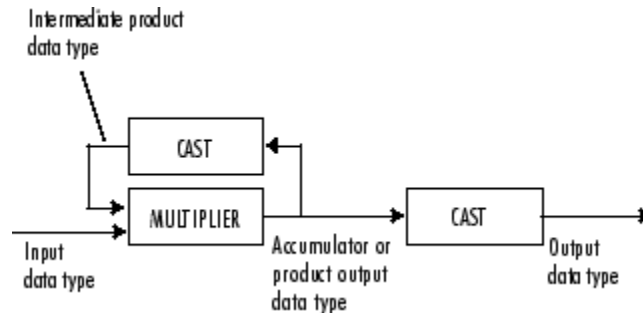 Intermediate product
data type
CAST
MULTIPLIER
CAST
Input
data type
Accumulator or
product output
data type
Output
data type